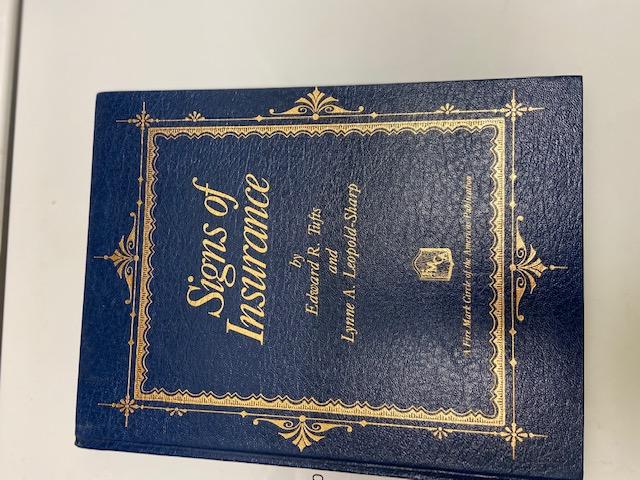 Signs of
Insurance
by
Edward R. Tufts
and
Lynne A. Leopold-Sharp
A Fire Mark Circle of the Americas Publication